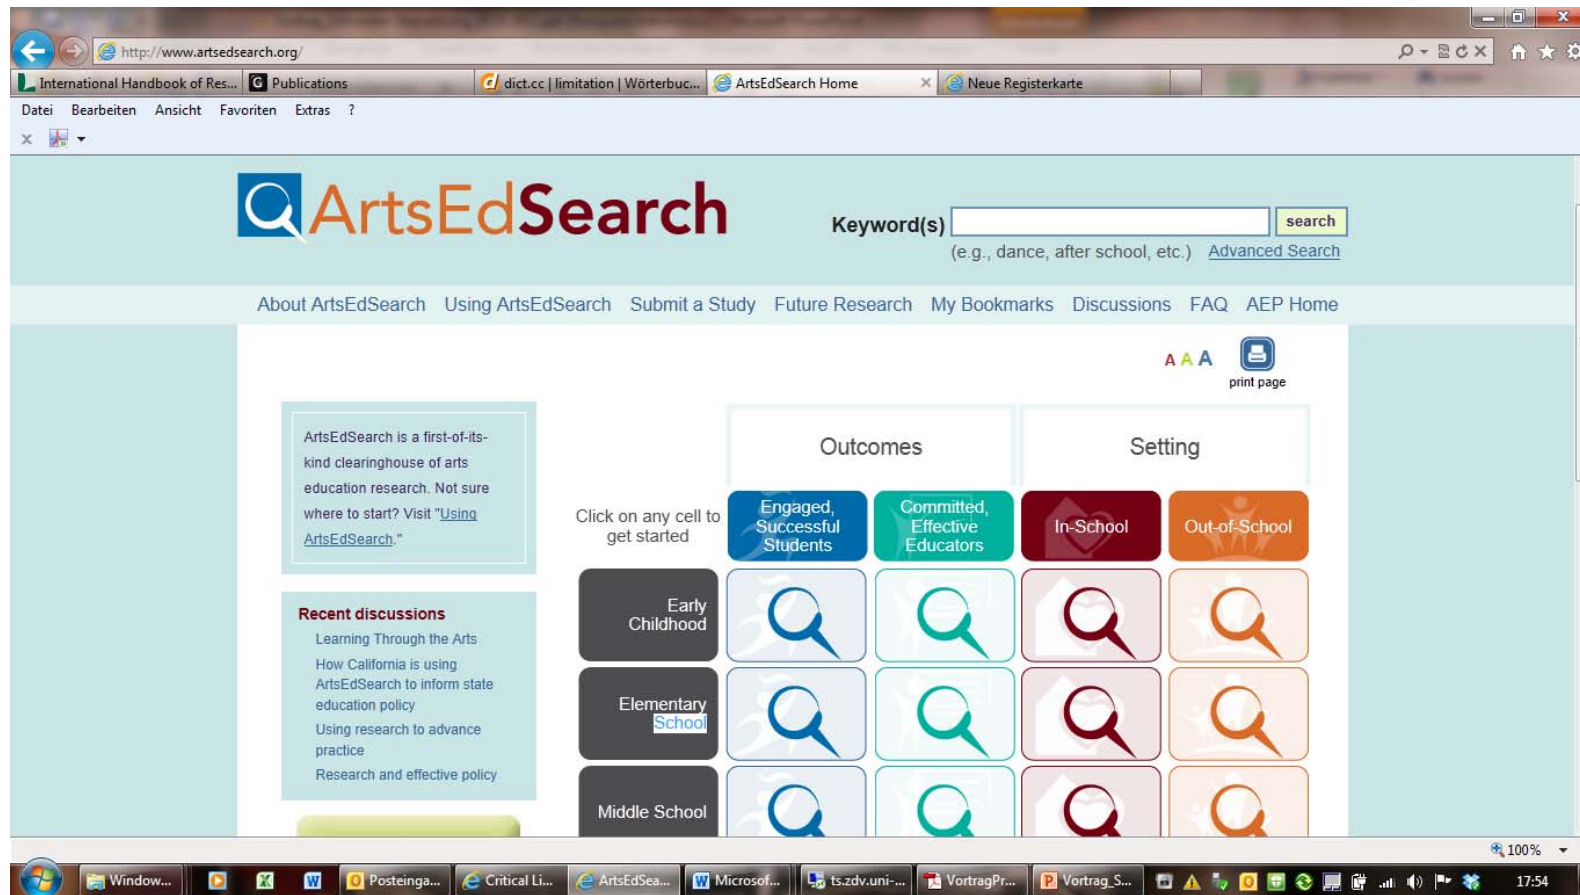 http://www.artsedsearch.org/
International Handbook of Res...
Publications
dict.cc | limitation | Wörterbuc...
ArtsEdSearch Home
Neue Registerkarte
Datei Bearbeiten Ansicht Favoriten Extras ?
ArtsEdSearch
Keyword(s)
search
(e.g., dance, after school, etc.) Advanced Search
About ArtsEdSearch Using ArtsEdSearch Submit a Study Future Research My Bookmarks Discussions FAQ AEP Home
A A A
print page
ArtsEdSearch is a first-of-its-
kind clearinghouse of arts
education research. Not sure
where to start? Visit "Using
ArtsEdSearch."
Recent discussions
Learning Through the Arts
How California is using
ArtsEdSearch to inform state
education policy
Using research to advance
practice
Research and effective policy
Outcomes
Setting
Click on any cell to
get started
Engaged,
Successful
Students
Committed,
Effective
Educators
In-School
Out-of-School
Early
Childhood
Elementary
School
Middle School
100%
Window...
Posteinga...
Critical Li...
ArtsEdSea...
Microsof...
ts.zdv.uni-...
VortragPr...
Vortrag_S...
17:54